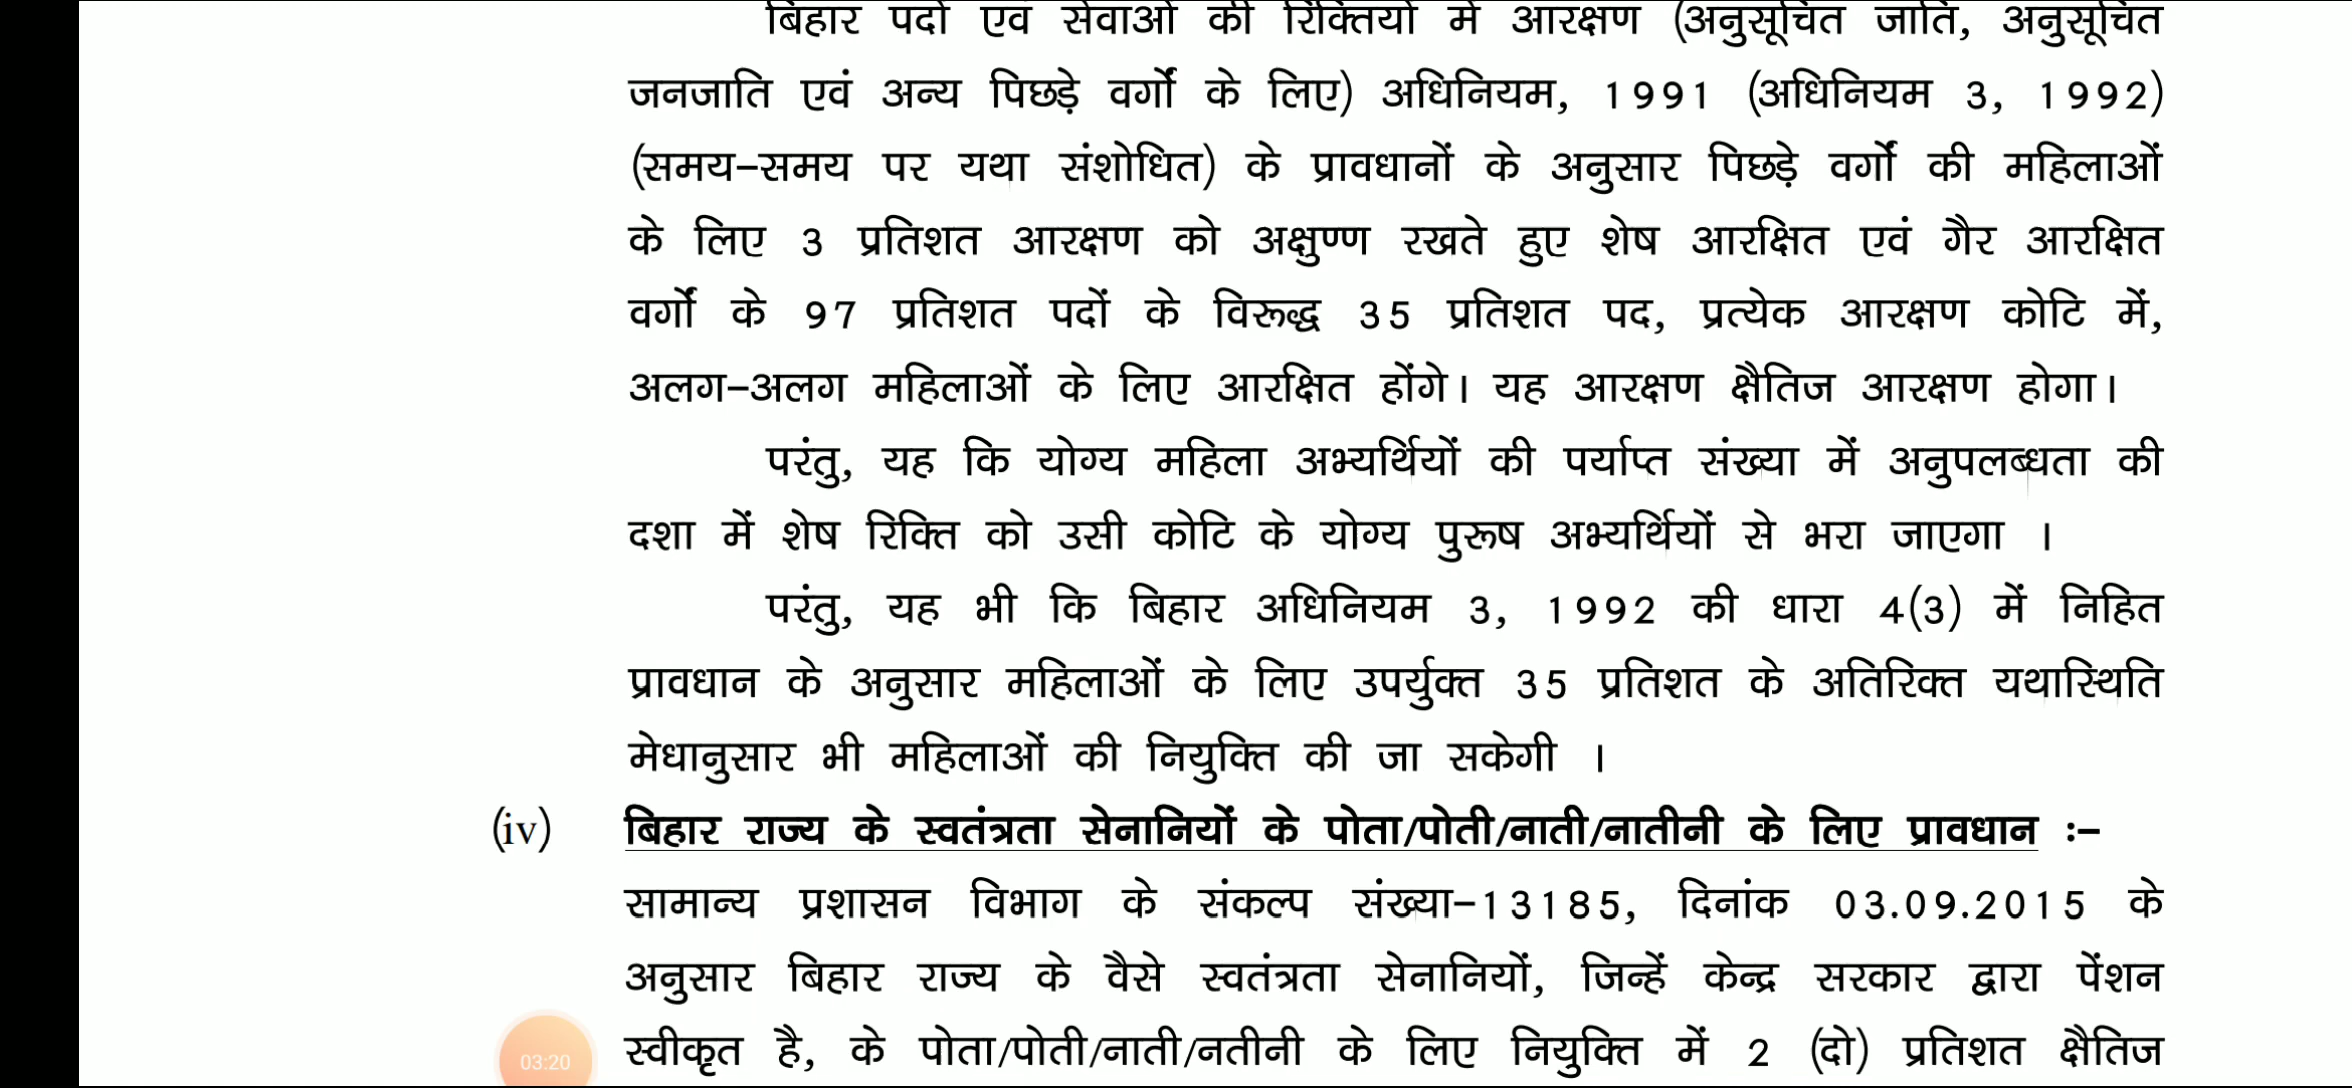 बिहार पदों एवं सेवाओं की रिक्तियों में आरक्षण (अनुसूचित जाति, अनुसूचित
जनजाति एवं अन्य पिछड़े वर्गों के लिए) अधिनियम, 1991 (अधिनियम 3, 1992)
(समय–समय पर यथा संशोधित) के प्रावधानों के अनुसार पिछड़े वर्गों की महिलाओं
के लिए 3 प्रतिशत आरक्षण को अक्षुण्ण रखते हुए शेष आरक्षित एवं गैर आरक्षित
वर्गों के 97 प्रतिशत पदों के विरूद्ध 35 प्रतिशत पद, प्रत्येक आरक्षण कोटि में,
अलग–अलग महिलाओं के लिए आरक्षित होंगे। यह आरक्षण क्षैतिज आरक्षण होगा।
परंतु, यह कि योग्य महिला अभ्यर्थियों की पर्याप्त संख्या में अनुपलब्धता की
दशा में शेष रिक्ति को उसी कोटि के योग्य पुरूष अभ्यर्थियों से भरा जाएगा ।
परंतु, यह भी कि बिहार अधिनियम 3, 1992 की धारा 4(3) में निहित
प्रावधान के अनुसार महिलाओं के लिए उपर्युक्त 35 प्रतिशत के अतिरिक्त यथास्थिति
मेधानुसार भी महिलाओं की नियुक्ति की जा सकेगी ।
(iv) बिहार राज्य के स्वतंत्रता सेनानियों के पोता/पोती/नाती/नातीनी के लिए प्रावधान :–
सामान्य प्रशासन विभाग के संकल्प संख्या–13185, दिनांक 03.09.2015 के
अनुसार बिहार राज्य के वैसे स्वतंत्रता सेनानियों, जिन्हें केन्द्र सरकार द्वारा पेंशन
स्वीकृत है, के पोता/पोती/नाती/नतीनी के लिए नियुक्ति में 2 (दो) प्रतिशत क्षैतिज
03:20